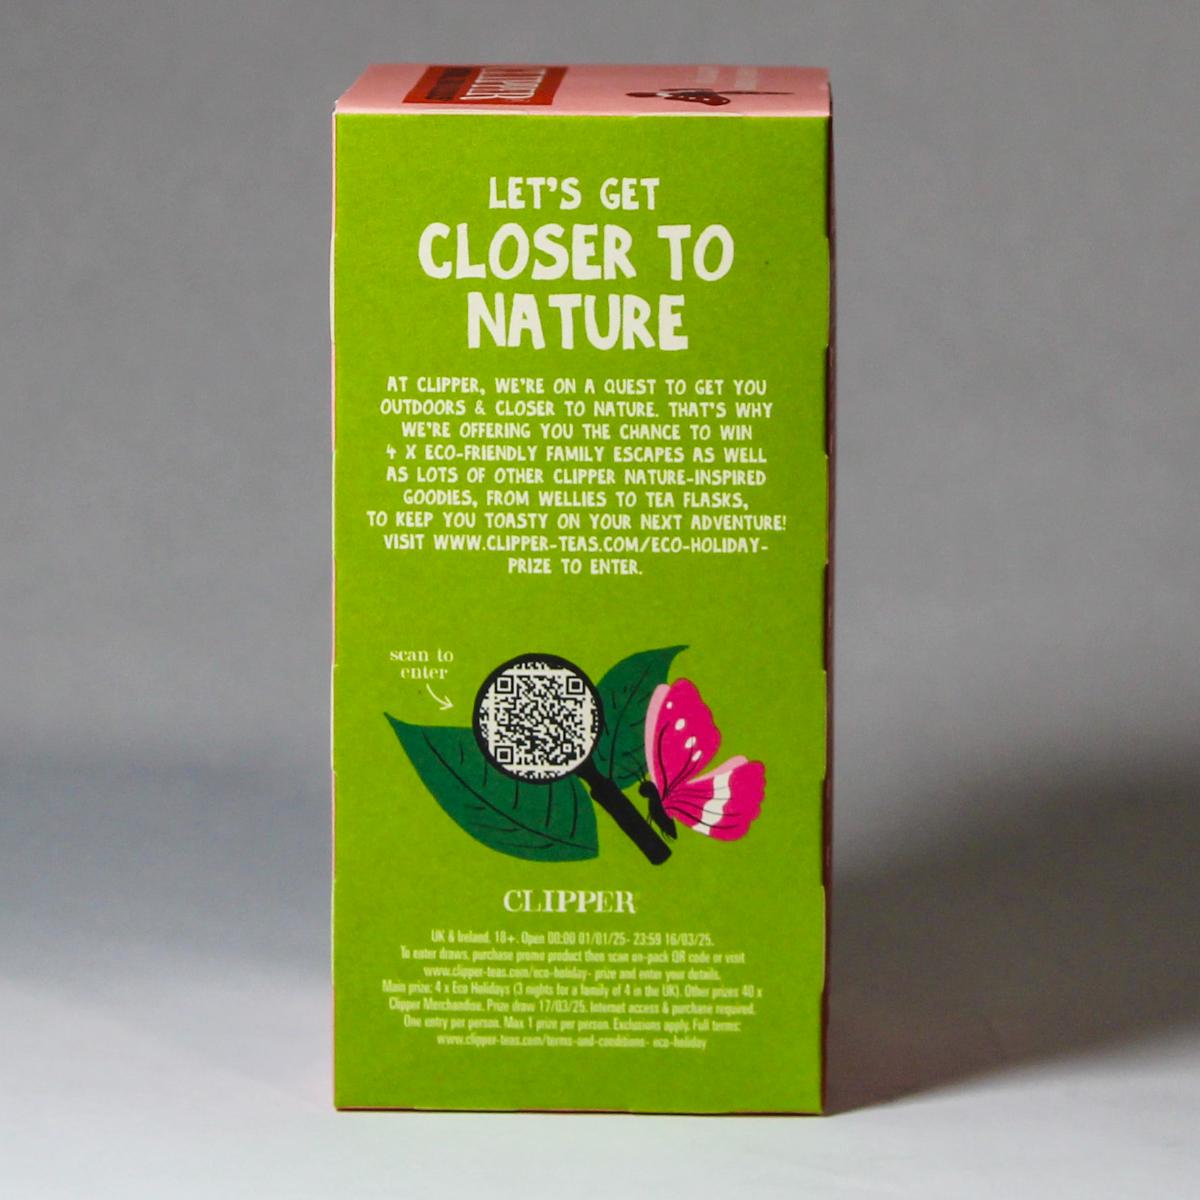 CLIPPER
LET'S GET
CLOSER TO
NATURE
AT CLIPPER, WE'RE ON A QUEST TO GET YOU
OUTDOORS & CLOSER TO NATURE. THAT'S WHY
WE'RE OFFERING YOU THE CHANCE TO WIN
4 X ECO-FRIENDLY FAMILY ESCAPES AS WELL
AS LOTS OF OTHER CLIPPER NATURE-INSPIRED
GOODIES, FROM WELLIES TO TEA FLASKS,
TO KEEP YOU TOASTY ON YOUR NEXT ADVENTURE!
VISIT WWW.CLIPPER-TEAS.COM/ECO-HOLIDAY-
PRIZE TO ENTER.
scan to
enter
CLIPPER
UK & Ireland. 18+. Open 00:00 01/01/25- 23:59 16/03/25.
To enter draws, purchase promo product then scan on-pack QR code or visit
www.clipper-teas.com/eco-holiday- prize and enter your details.
Main prize: 4 x Eco Holidays (3 nights for a family of 4 in the UK). Other prizes 40 x
Clipper Merchandise. Prize draw 17/03/25. Internet access & purchase required.
One entry per person. Max 1 prize per person. Exclusions apply. Full terms:
www.clipper-teas.com/terms-and-conditions- eco-holiday